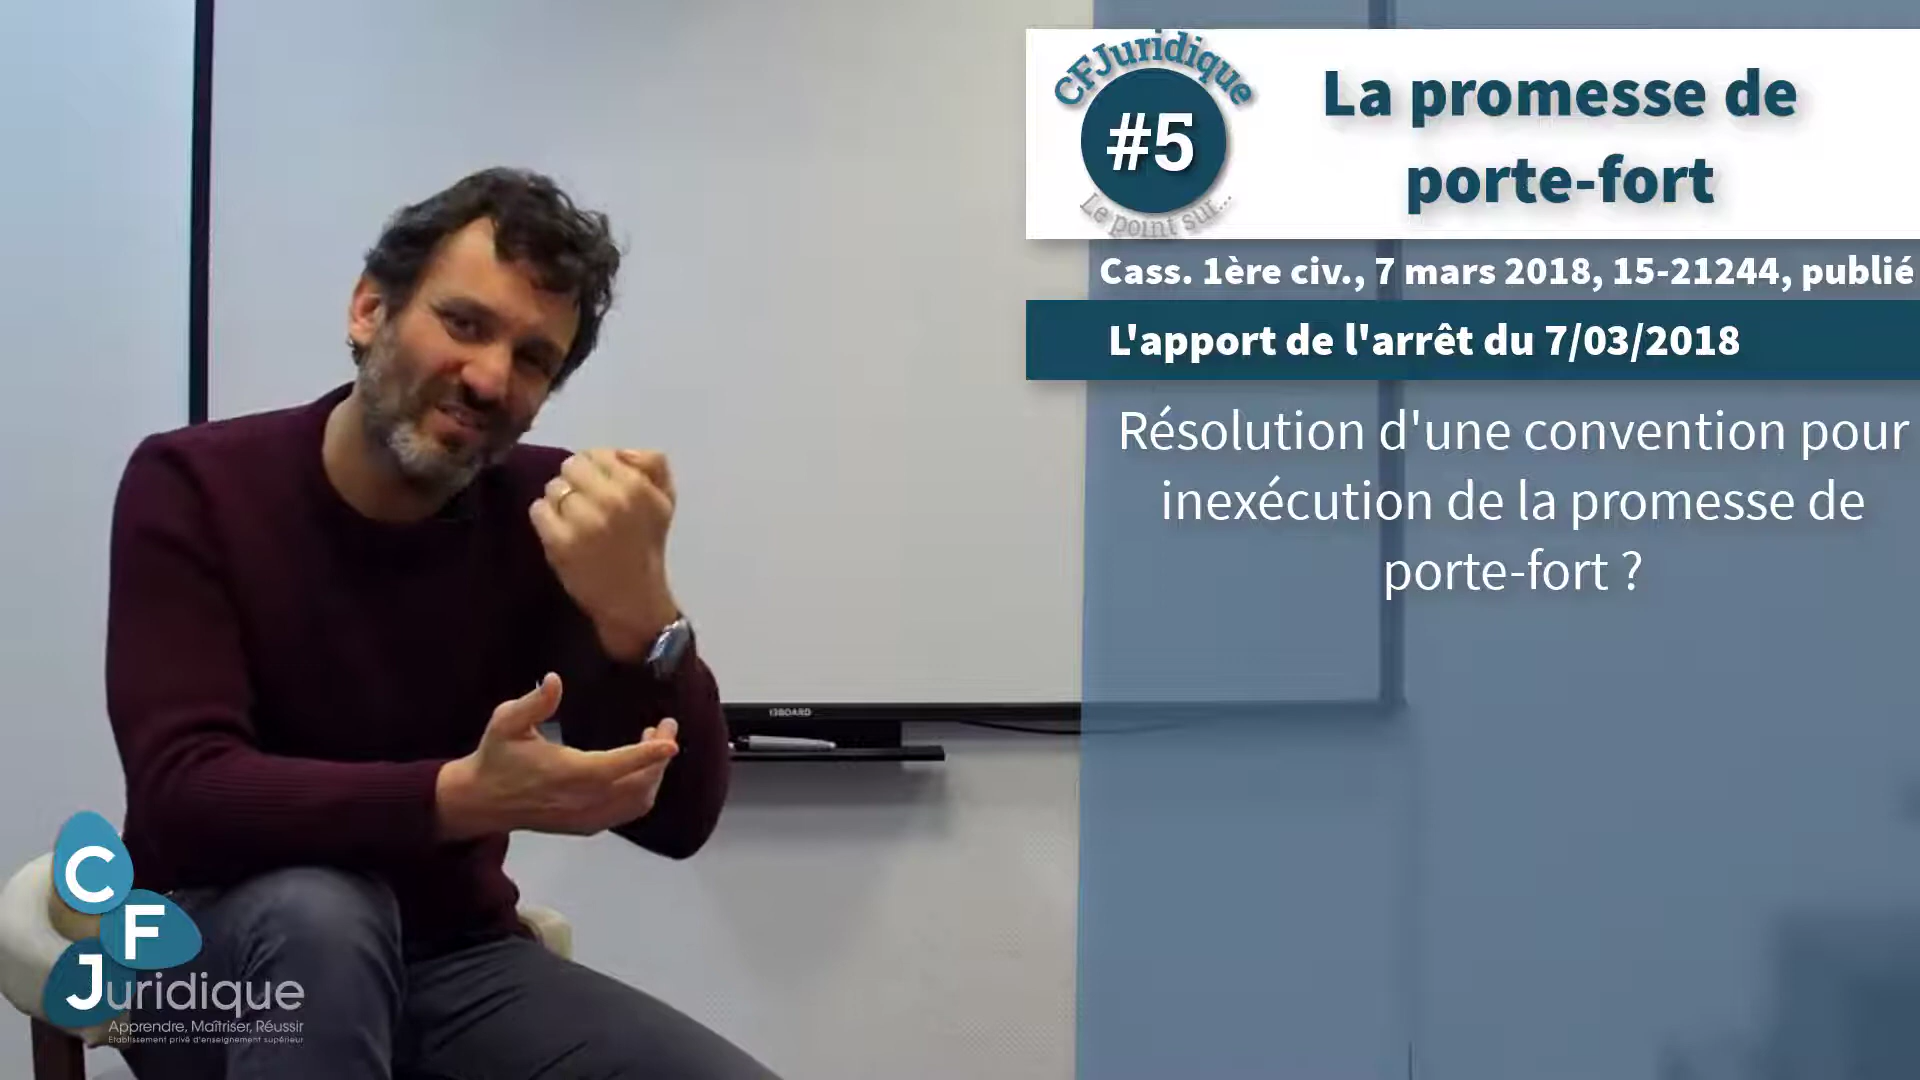 CFJuridique
#5
Le point sur...
La promesse de
porte-fort
Cass. 1ère civ., 7 mars 2018, 15-21244, publié
L'apport de l'arrêt du 7/03/2018
Résolution d'une convention pour
inexécution de la promesse de
porte-fort ?
i3BOARD
C
F
Juridique
Apprendre, Maîtriser, Réussir
Etablissement privé d'enseignement supérieur